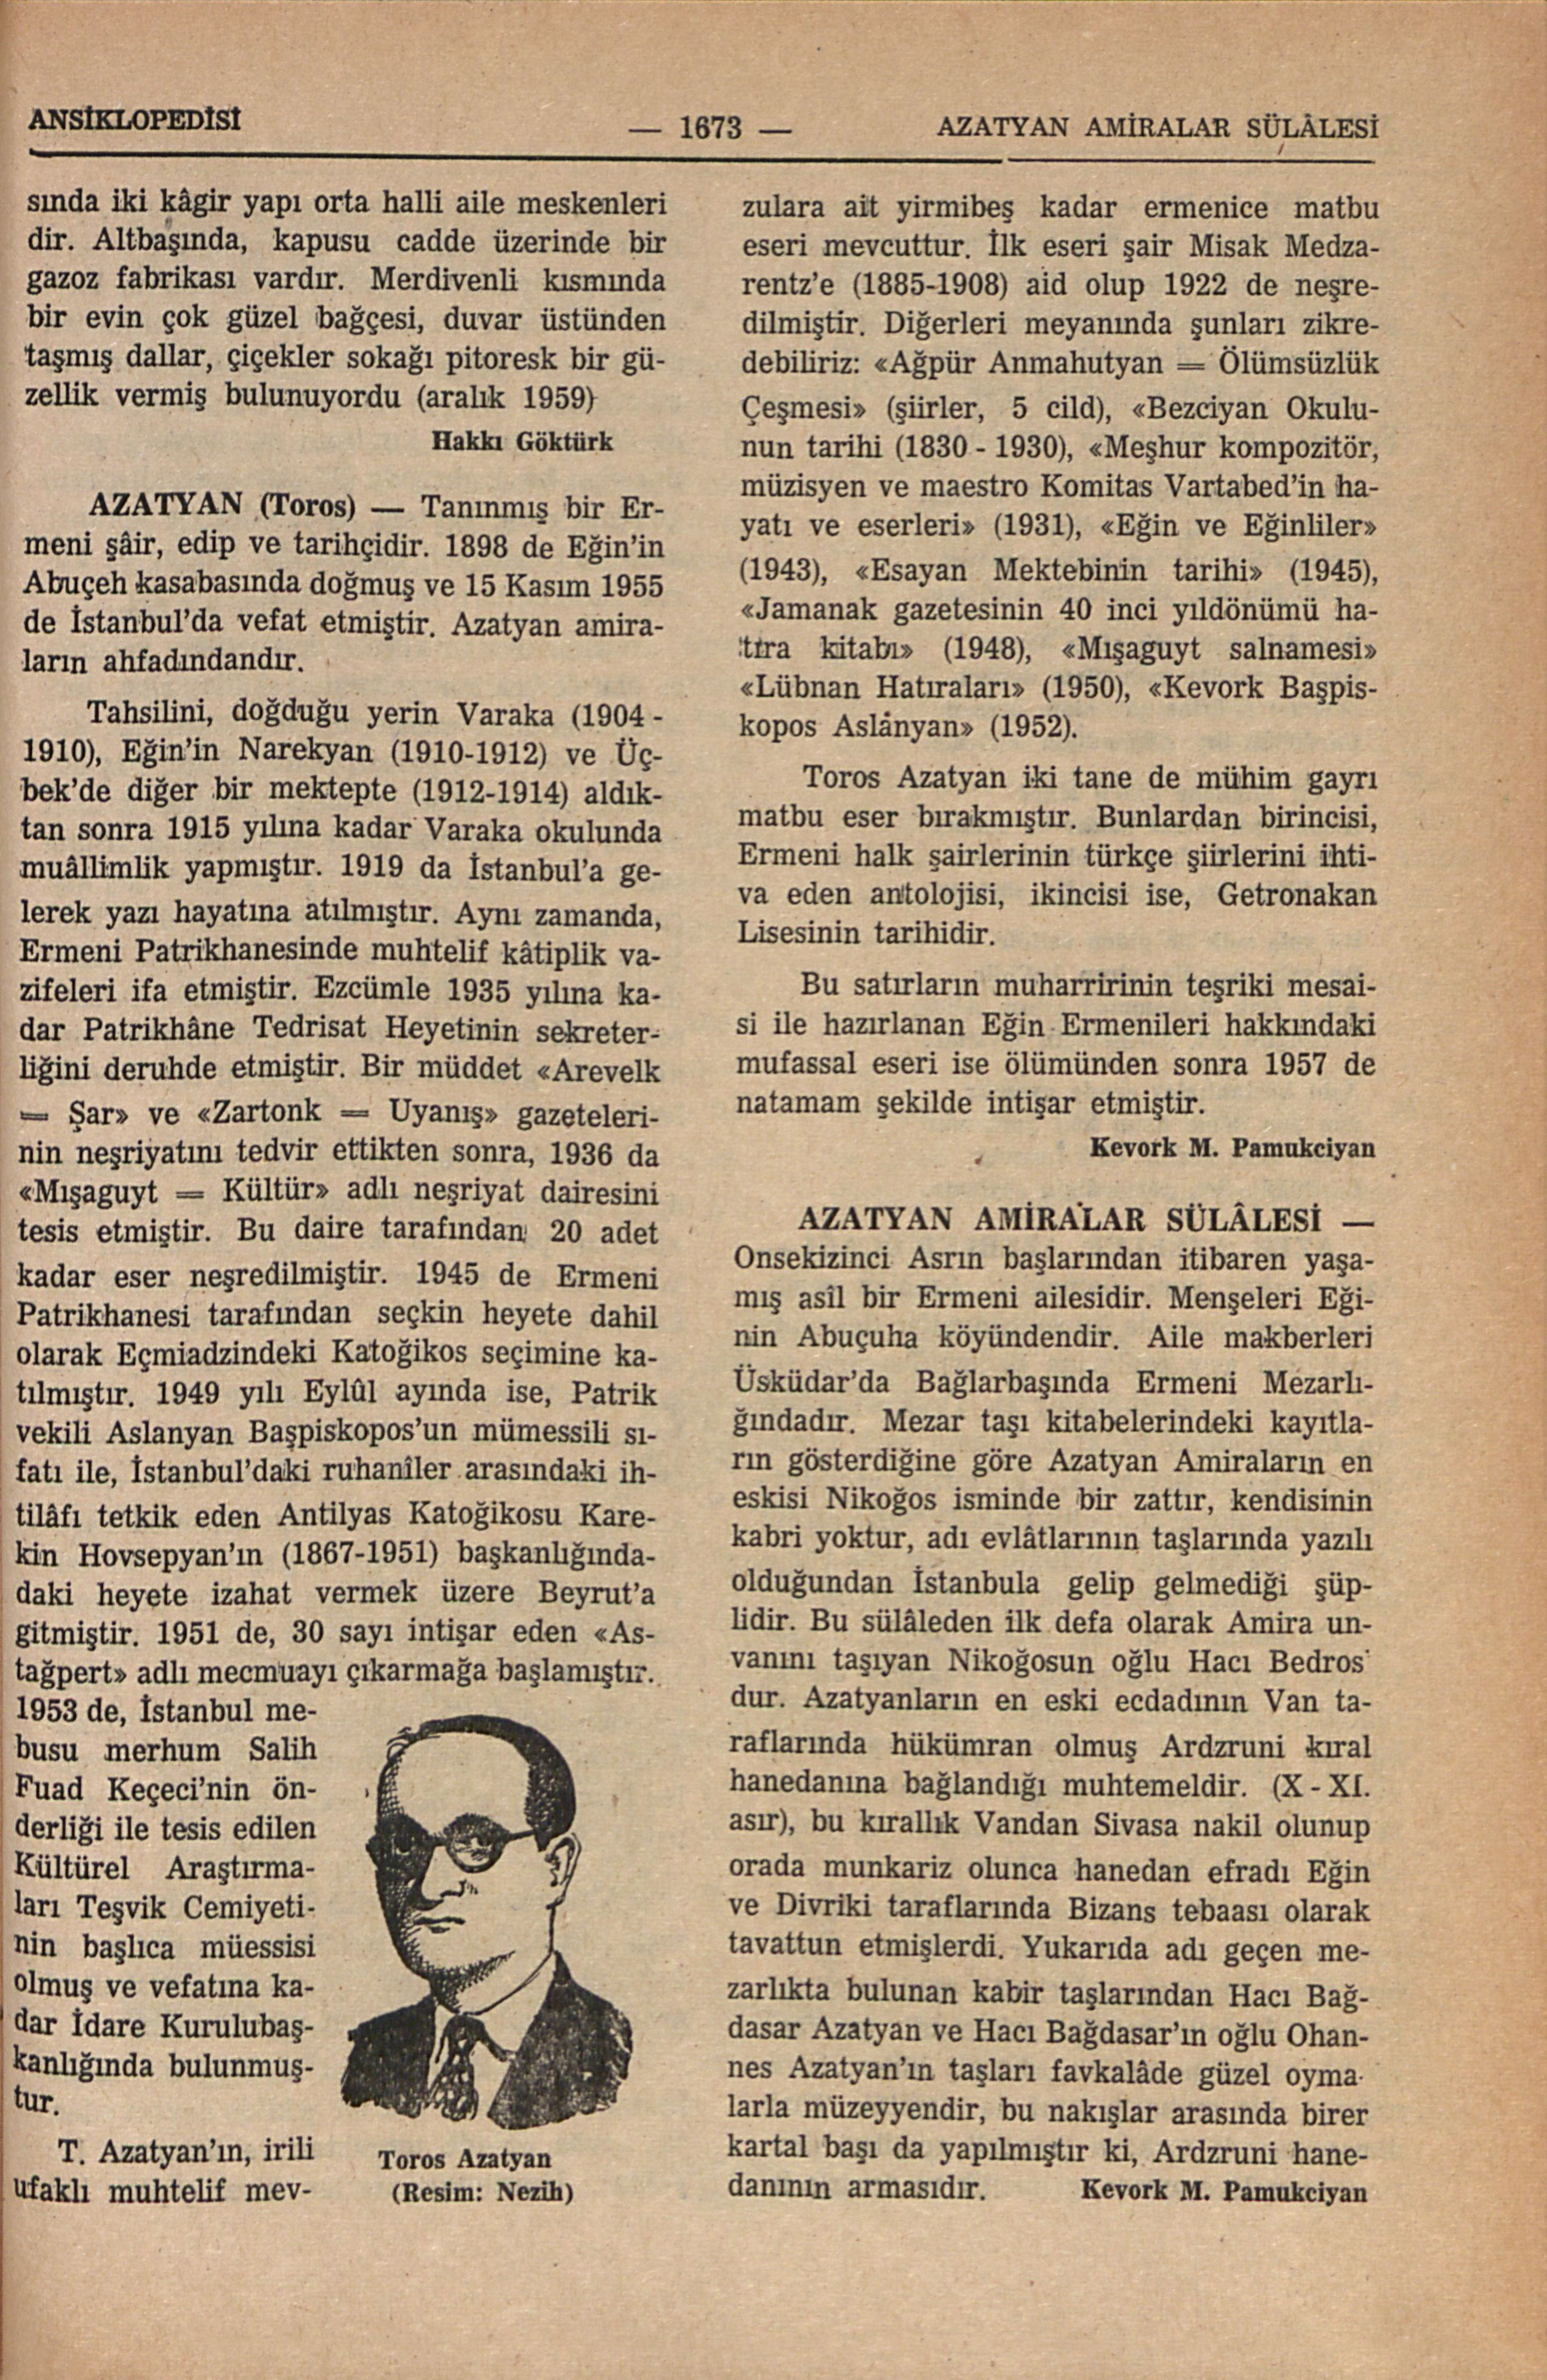 ANSİKLOPEDİSİ
— 1673 —
AZATYAN AMİRALAR SÜLÂLESİ
sında iki kâgir yapı orta halli aile meskenleri
dir. Altbaşında, kapusu cadde üzerinde bir
gazoz fabrikası vardır. Merdivenli kısmında
bir evin çok güzel bağçesi, duvar üstünden
taşmış dallar, çiçekler sokağı pitoresk bir gü-
zellik vermiş bulunuyordu (aralık 1959)
Hakkı Göktürk
AZATYAN (Toros) — Tanınmış bir Er-
meni şâir, edip ve tarihçidir. 1898 de Eğin'in
Abuçeh kasabasında doğmuş ve 15 Kasım 1955
de İstanbul'da vefat etmiştir. Azatyan amira-
ların ahfadındandır.
Tahsilini, doğduğu yerin Varaka (1904 -
1910), Eğin'in Narekyan (1910-1912) ve Üç-
bek'de diğer bir mektepte (1912-1914) aldık-
tan sonra 1915 yılına kadar Varaka okulunda
muâllimlik yapmıştır. 1919 da İstanbul'a ge-
lerek yazı hayatına atılmıştır. Aynı zamanda,
Ermeni Patrikhanesinde muhtelif kâtiplik va-
zifeleri ifa etmiştir. Ezcümle 1935 yılına ka-
dar Patrikhâne Tedrisat Heyetinin sekreter-
liğini deruhde etmiştir. Bir müddet «Arevelk
= Şar» ve «Zartonk = Uyanış» gazeteleri-
nin neşriyatını tedvir ettikten sonra, 1936 da
«Mışaguyt = Kültür» adlı neşriyat dairesini
tesis etmiştir. Bu daire tarafından 20 adet
kadar eser neşredilmiştir. 1945 de Ermeni
Patrikhanesi tarafından seçkin heyete dahil
olarak Eçmiadzindeki Katoğikos seçimine ka-
tılmıştır. 1949 yılı Eylûl ayında ise, Patrik
vekili Aslanyan Başpiskopos'un mümessili sı-
fatı ile, İstanbul'daki ruhanîler arasındaki ih-
tilâfı tetkik eden Antilyas Katoğikosu Kare-
kin Hovsepyan'ın (1867-1951) başkanlığında-
daki heyete izahat vermek üzere Beyrut'a
gitmiştir. 1951 de, 30 sayı intişar eden «As-
tağpert» adlı mecmuayı çıkarmağa başlamıştır.
1953 de, İstanbul me-
busu merhum Salih
Fuad Keçeci'nin ön-
derliği ile tesis edilen
Kültürel Araştırma-
ları Teşvik Cemiyeti-
nin başlıca müessisi
olmuş ve vefatına ka-
dar İdare Kurulubaş-
kanlığında bulunmuş-
tur.
T. Azatyan'ın, irili
ufaklı muhtelif mev-
Toros Azatyan
(Resim: Nezih)
zulara ait yirmibeş kadar ermenice matbu
eseri mevcuttur. İlk eseri şair Misak Medza-
rentz'e (1885-1908) aid olup 1922 de neşre-
dilmiştir. Diğerleri meyanında şunları zikre-
debiliriz: «Ağpür Anmahutyan = Ölümsüzlük
Çeşmesi» (şiirler, 5 cild), «Bezciyan Okulu-
nun tarihi (1830 - 1930), «Meşhur kompozitör,
müzisyen ve maestro Komitas Vartabed'in ha-
yatı ve eserleri» (1931), «Eğin ve Eğinliler»
(1943), «Esayan Mektebinin tarihi» (1945),
«Jamanak gazetesinin 40 inci yıldönümü ha-
tıra kitabı» (1948), «Mışaguyt salnamesi»
«Lübnan Hatıraları» (1950), «Kevork Başpis-
kopos Aslânyan» (1952).
Toros Azatyan iki tane de mühim gayrı
matbu eser bırakmıştır. Bunlardan birincisi,
Ermeni halk şairlerinin türkçe şiirlerini ihti-
va eden antolojisi, ikincisi ise, Getronakan
Lisesinin tarihidir.
Bu satırların muharririnin teşriki mesai-
si ile hazırlanan Eğin Ermenileri hakkındaki
mufassal eseri ise ölümünden sonra 1957 de
natamam şekilde intişar etmiştir.
Kevork M. Pamukciyan
AZATYAN AMİRALAR SÜLÂLESİ —
Onsekizinci Asrın başlarından itibaren yaşa-
mış asîl bir Ermeni ailesidir. Menşeleri Eği-
nin Abuçuha köyündendir. Aile makberleri
Üsküdar'da Bağlarbaşında Ermeni Mezarlı-
ğındadır. Mezar taşı kitabelerindeki kayıtla-
rın gösterdiğine göre Azatyan Amiraların en
eskisi Nikoğos isminde bir zattır, kendisinin
kabri yoktur, adı evlâtlarının taşlarında yazılı
olduğundan İstanbula gelip gelmediği şüp-
lidir. Bu sülâleden ilk defa olarak Amira un-
vanını taşıyan Nikoğosun oğlu Hacı Bedros
dur. Azatyanların en eski ecdadının Van ta-
raflarında hükümran olmuş Ardzruni kıral
hanedanına bağlandığı muhtemeldir. (X - XI.
asır), bu kırallık Vandan Sivasa nakil olunup
orada munkariz olunca hanedan efradı Eğin
ve Divriki taraflarında Bizans tebaası olarak
tavattun etmişlerdi. Yukarıda adı geçen me-
zarlıkta bulunan kabir taşlarından Hacı Bağ-
dasar Azatyan ve Hacı Bağdasar'ın oğlu Ohan-
nes Azatyan'ın taşları favkalâde güzel oyma-
larla müzeyyendir, bu nakışlar arasında birer
kartal başı da yapılmıştır ki, Ardzruni hane-
danının armasıdır. Kevork M. Pamukciyan